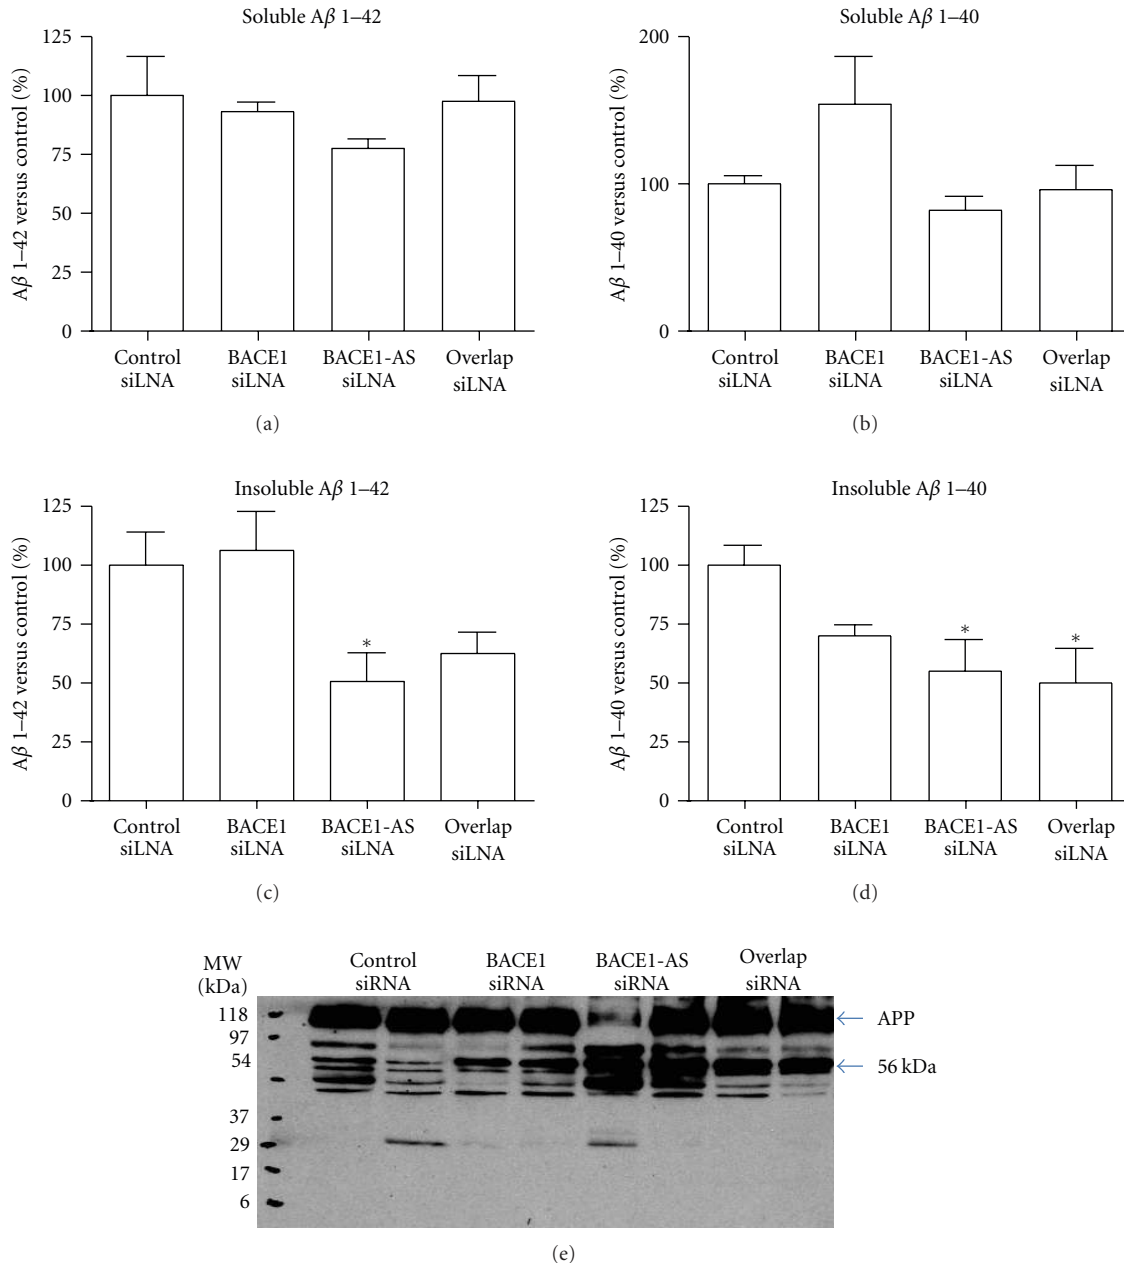 Soluble Aβ 1–42
Aβ 1–42 versus control (%)
125
100
75
50
25
0
Control siLNA
BACE1 siLNA
BACE1-AS siLNA
Overlap siLNA
(a)
Soluble Aβ 1–40
Aβ 1–40 versus control (%)
200
100
0
Control siLNA
BACE1 siLNA
BACE1-AS siLNA
Overlap siLNA
(b)
Insoluble Aβ 1–42
Aβ 1–42 versus control (%)
125
100
75
50
25
0
*
Control siLNA
BACE1 siLNA
BACE1-AS siLNA
Overlap siLNA
(c)
Insoluble Aβ 1–40
Aβ 1–40 versus control (%)
125
100
75
50
25
0
*
*
Control siLNA
BACE1 siLNA
BACE1-AS siLNA
Overlap siLNA
(d)
MW (kDa)
Control siRNA
BACE1 siRNA
BACE1-AS siRNA
Overlap siRNA
118
97
54
37
29
17
6
← APP
← 56 kDa
(e)